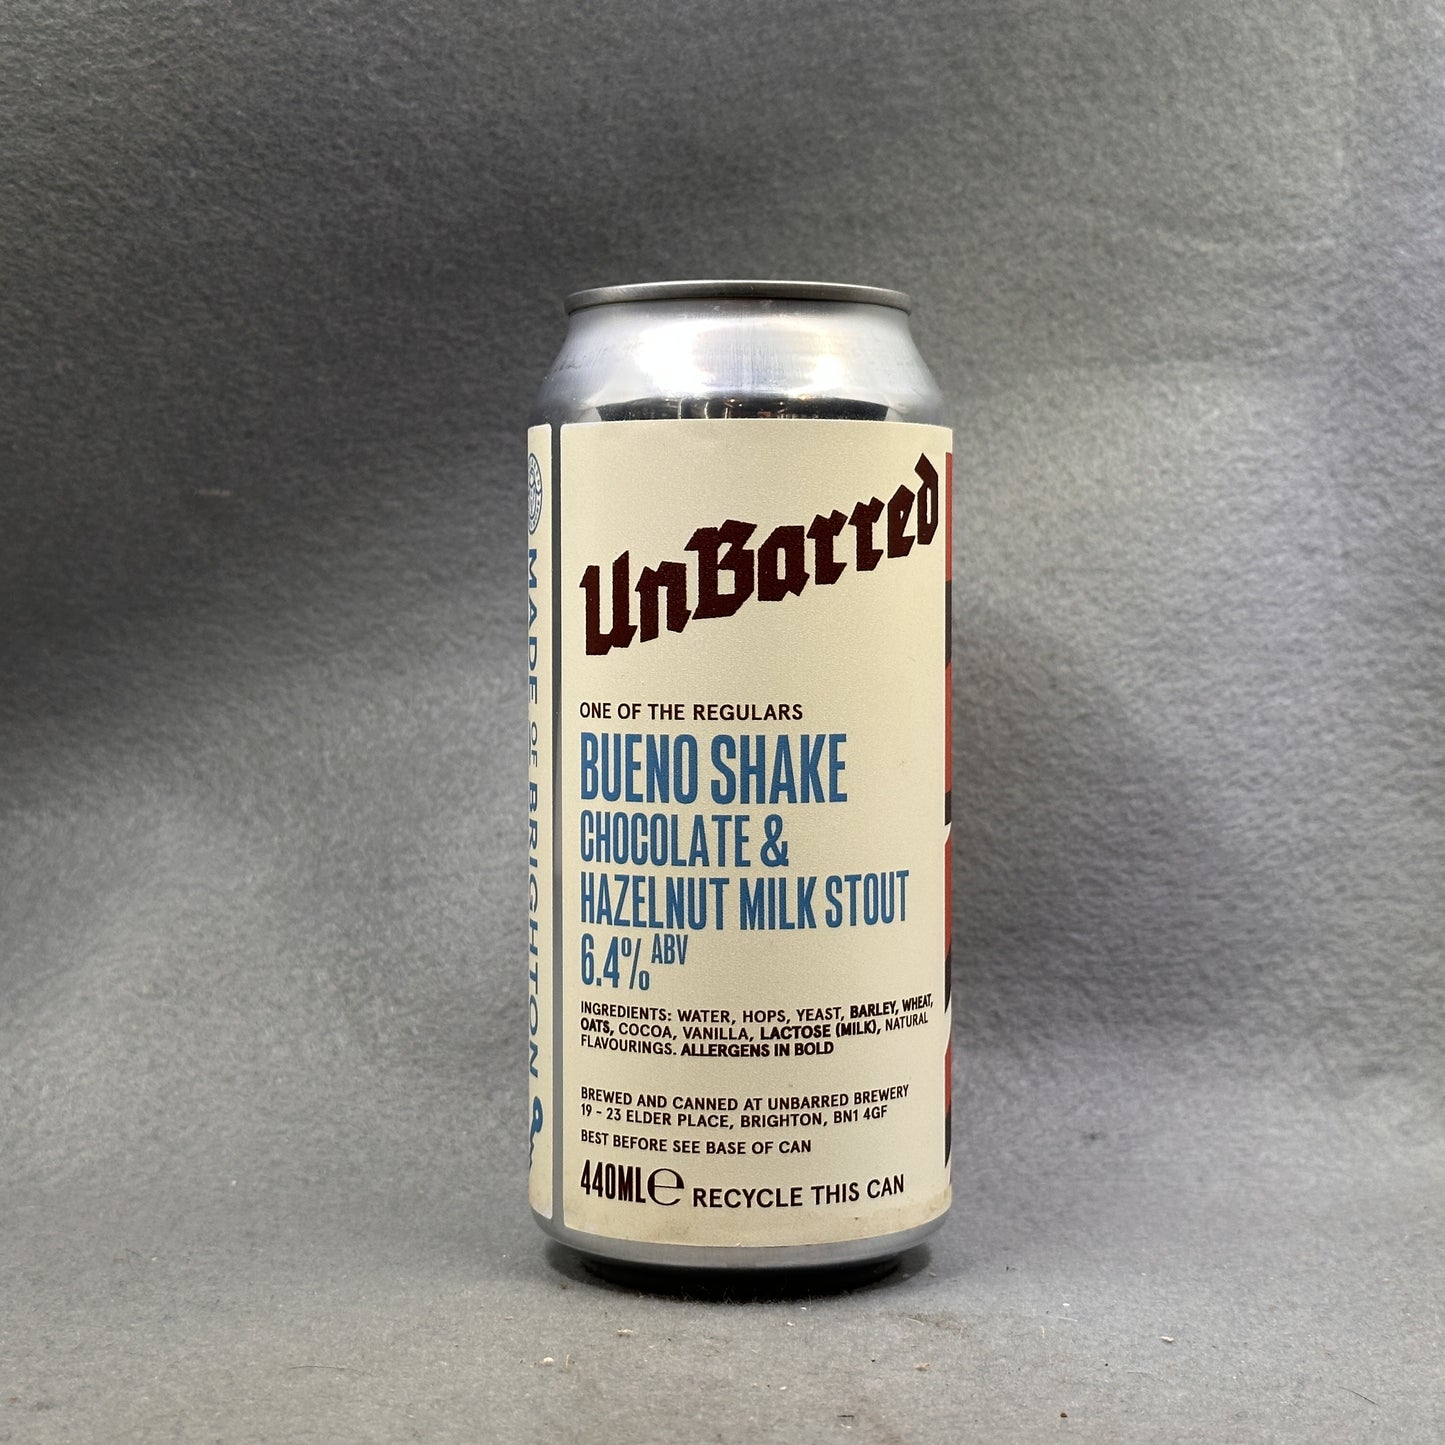 UnBarred
ONE OF THE REGULARS
BUENO SHAKE
CHOCOLATE &
HAZELNUT MILK STOUT
6.4% ABV
INGREDIENTS: WATER, HOPS, YEAST, BARLEY, WHEAT,
OATS, COCOA, VANILLA, LACTOSE (MILK), NATURAL
FLAVOURINGS. ALLERGENS IN BOLD
BREWED AND CANNED AT UNBARRED BREWERY
19 - 23 ELDER PLACE, BRIGHTON, BN1 4GF
BEST BEFORE SEE BASE OF CAN
440ML℮ RECYCLE THIS CAN
MADE OF BRIGHTON